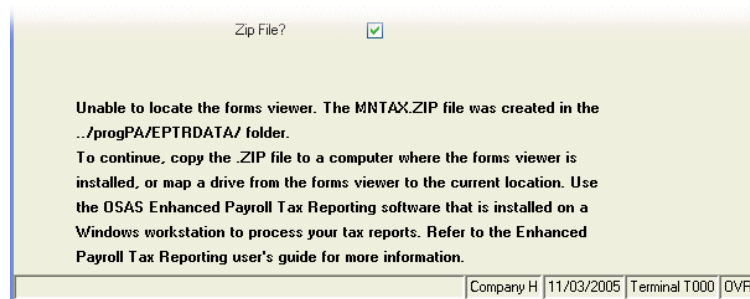 Zip File?
Unable to locate the forms viewer. The MNTAX.ZIP file was created in the
../progPA/EPTRDATA/ folder.
To continue, copy the .ZIP file to a computer where the forms viewer is
installed, or map a drive from the forms viewer to the current location. Use
the OSAS Enhanced Payroll Tax Reporting software that is installed on a
Windows workstation to process your tax reports. Refer to the Enhanced
Payroll Tax Reporting user's guide for more information.
Company H 11/03/2005 Terminal T000 OVR